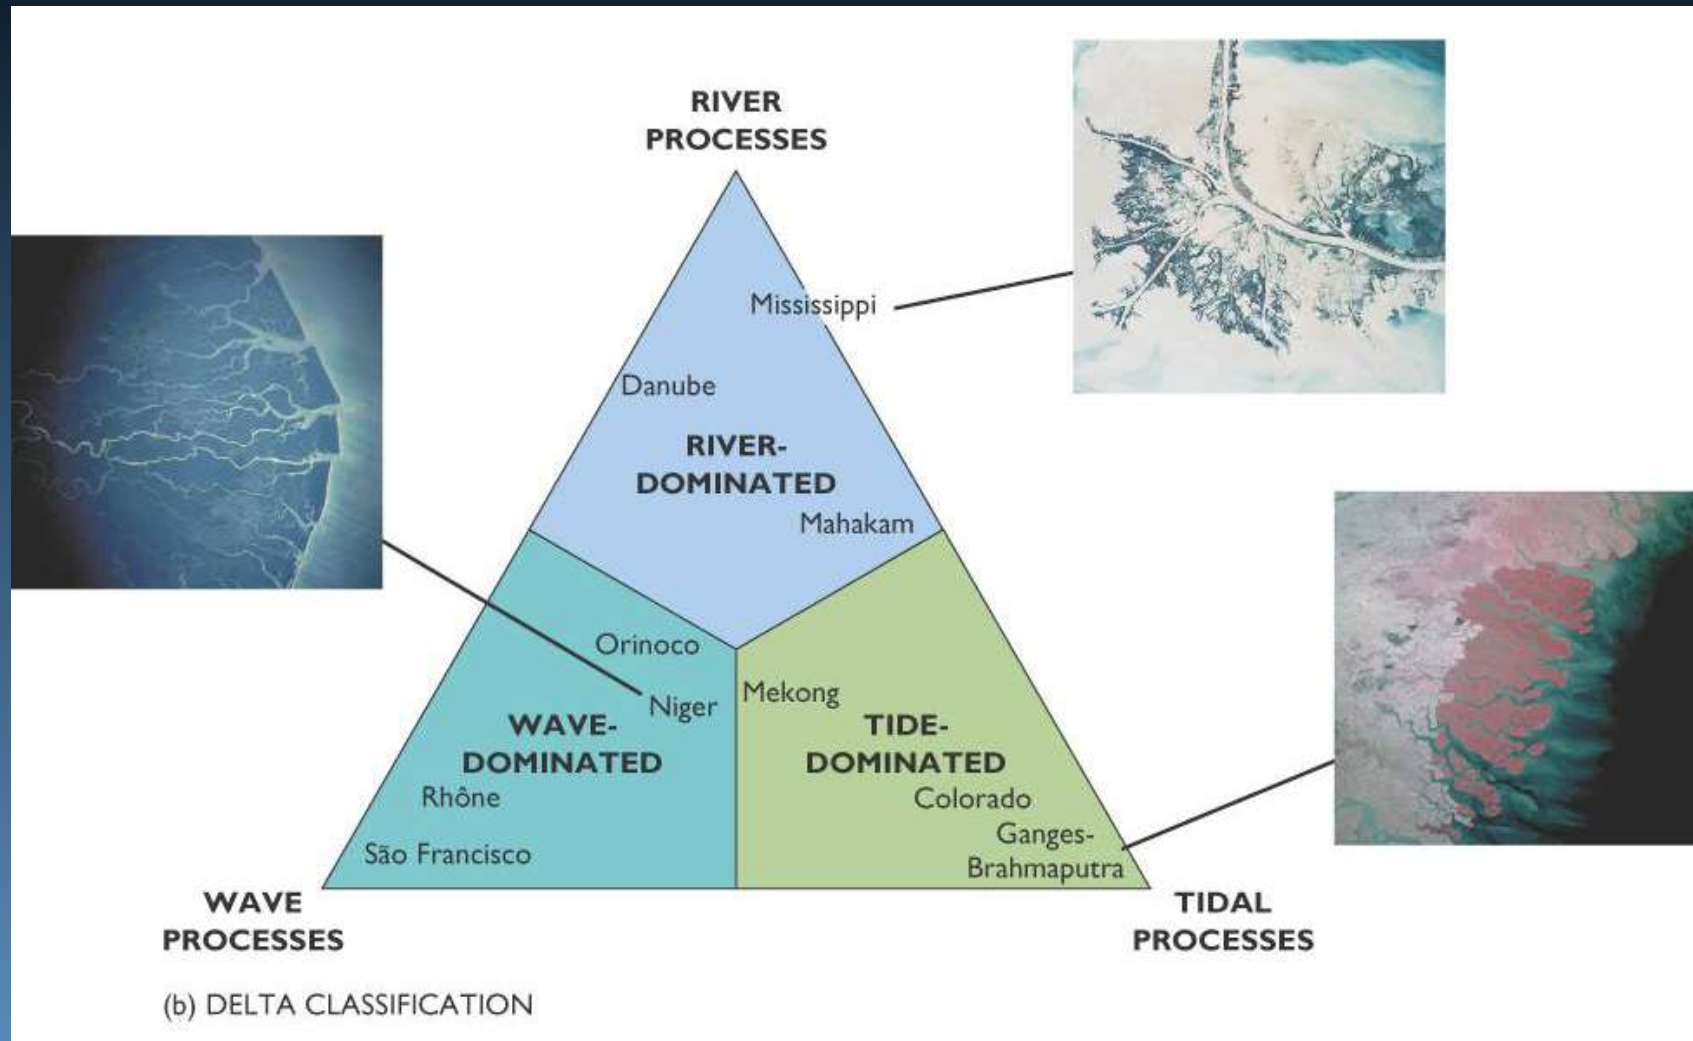 RIVER
PROCESSES
Mississippi
Danube
RIVER-
DOMINATED
Mahakam
Orinoco
Niger
Mekong
WAVE-
DOMINATED
TIDE-
DOMINATED
Rhône
Colorado
Ganges-
Brahmaputra
São Francisco
WAVE
PROCESSES
TIDAL
PROCESSES
(b) DELTA CLASSIFICATION